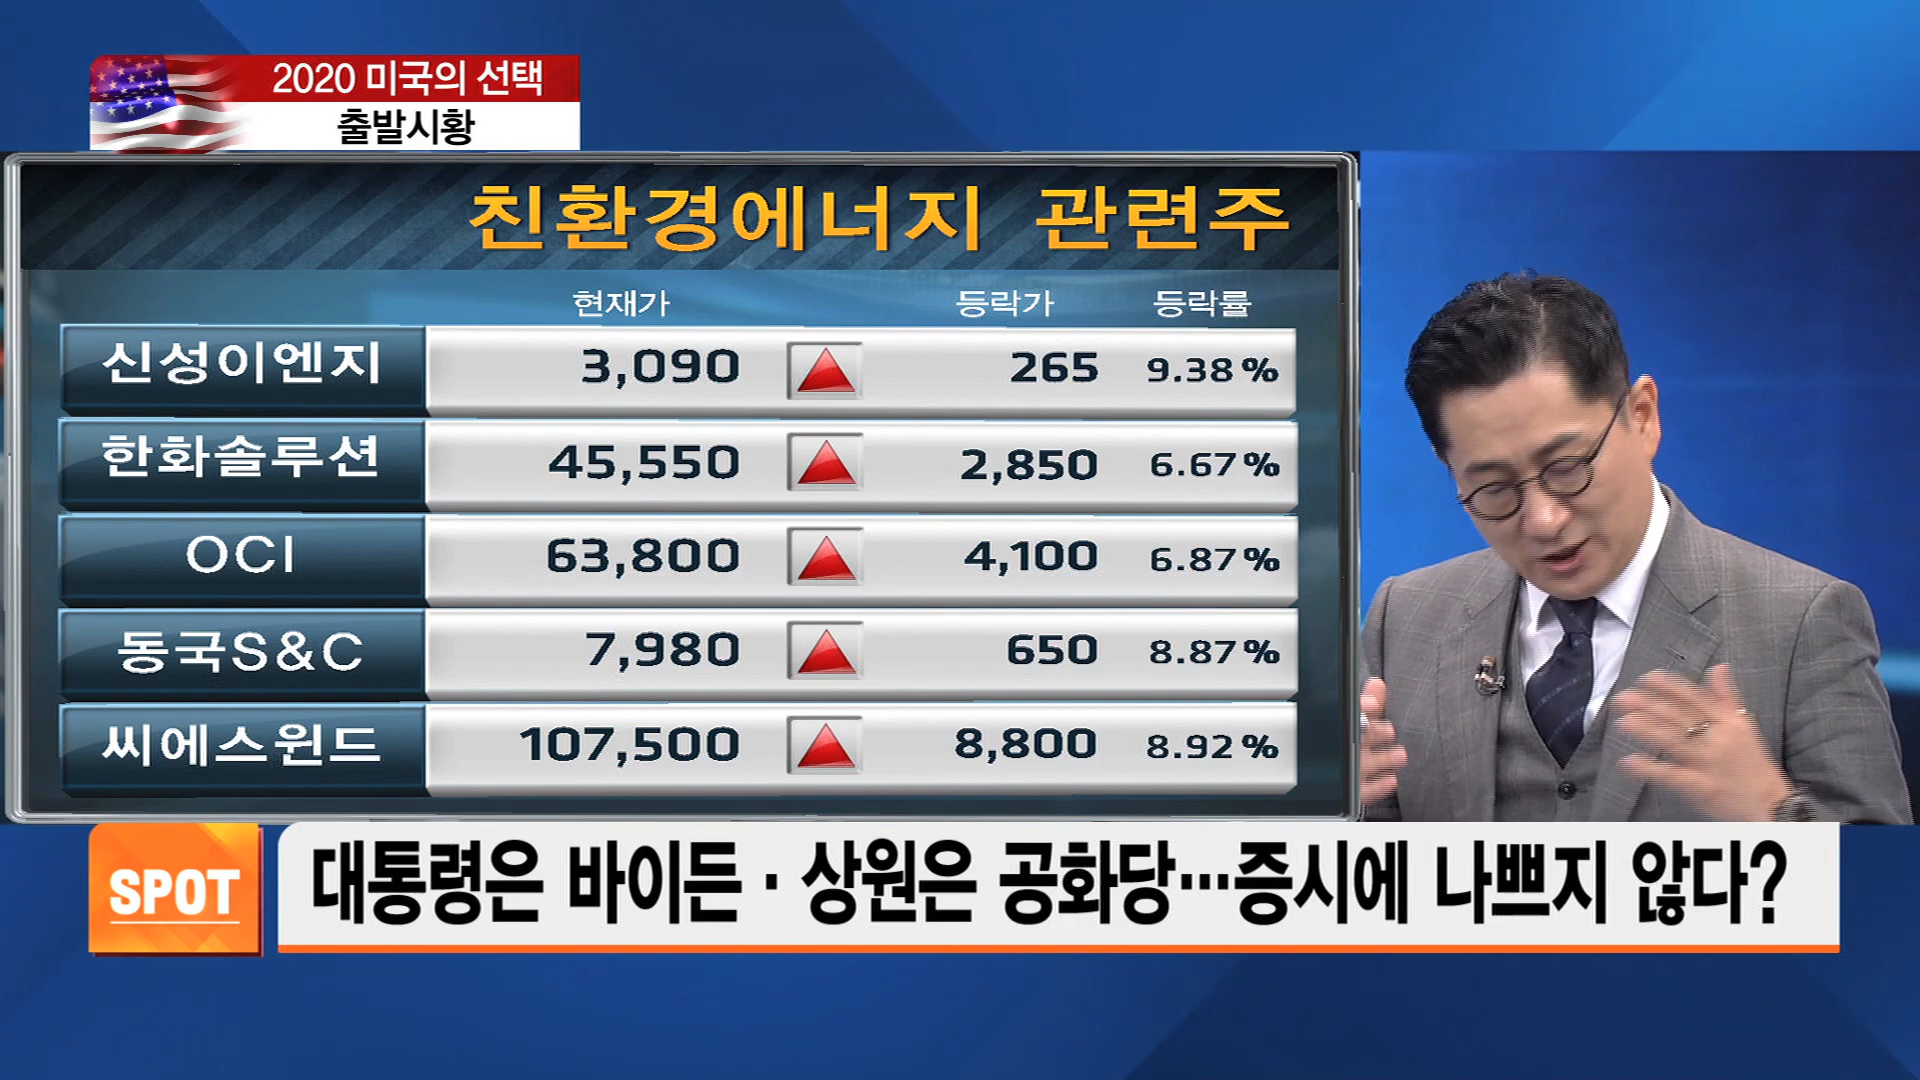 2020 미국의 선택
출발시황
친환경에너지 관련주
현재가 등락가 등락률
신성이엔지 3,090 ▲ 265 9.38%
한화솔루션 45,550 ▲ 2,850 6.67%
OCI 63,800 ▲ 4,100 6.87%
동국S&C 7,980 ▲ 650 8.87%
씨에스윈드 107,500 ▲ 8,800 8.92%
SPOT 대통령은 바이든·상원은 공화당…증시에 나쁘지 않다?